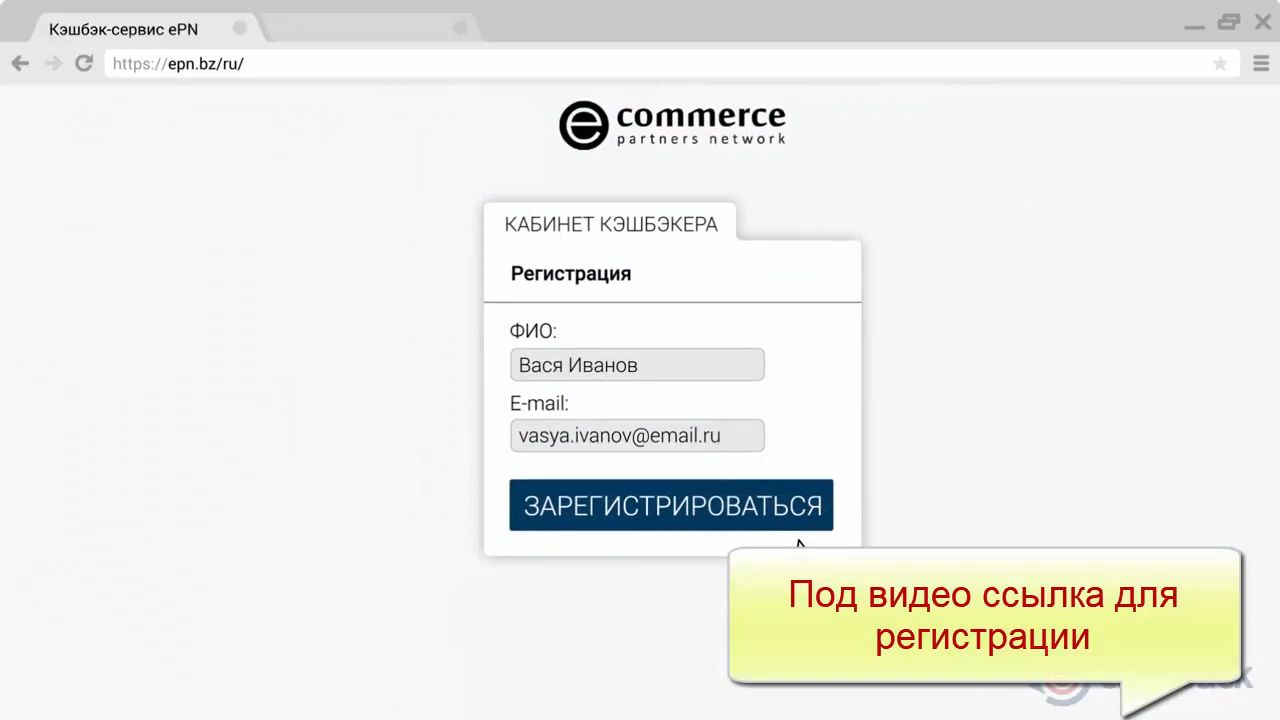 Кэшбэк-сервис ePN
https://epn.bz/ru/
e commerce
partners network
КАБИНЕТ КЭШБЭКЕРА
Регистрация
ФИО:
Вася Иванов
E-mail:
vasya.ivanov@email.ru
ЗАРЕГИСТРИРОВАТЬСЯ
Под видео ссылка для
регистрации